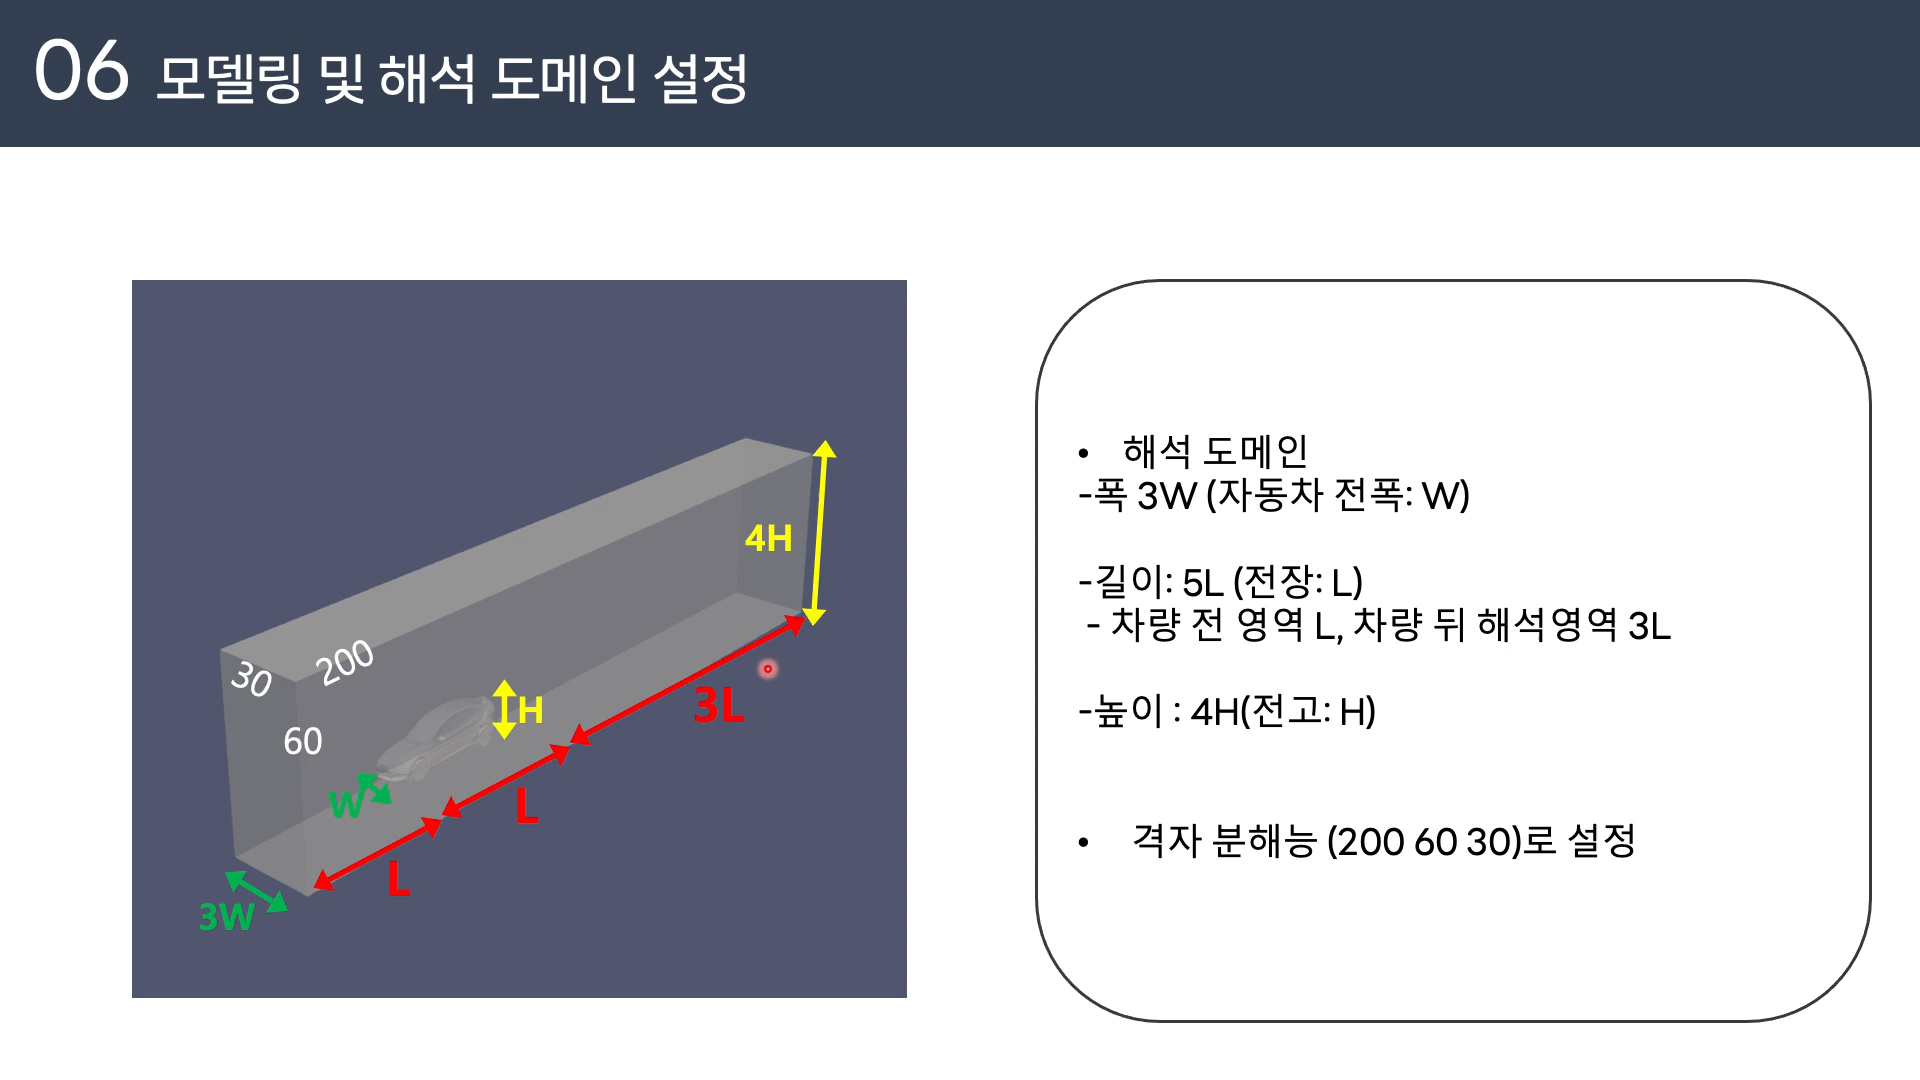 06 모델링 및 해석 도메인 설정
4H
30
200
60
H
W
3L
L
L
3W
• 해석 도메인
-폭 3W (자동차 전폭: W)
-길이: 5L (전장: L)
- 차량 전 영역 L, 차량 뒤 해석영역 3L
-높이 : 4H(전고: H)
• 격자 분해능 (200 60 30)로 설정